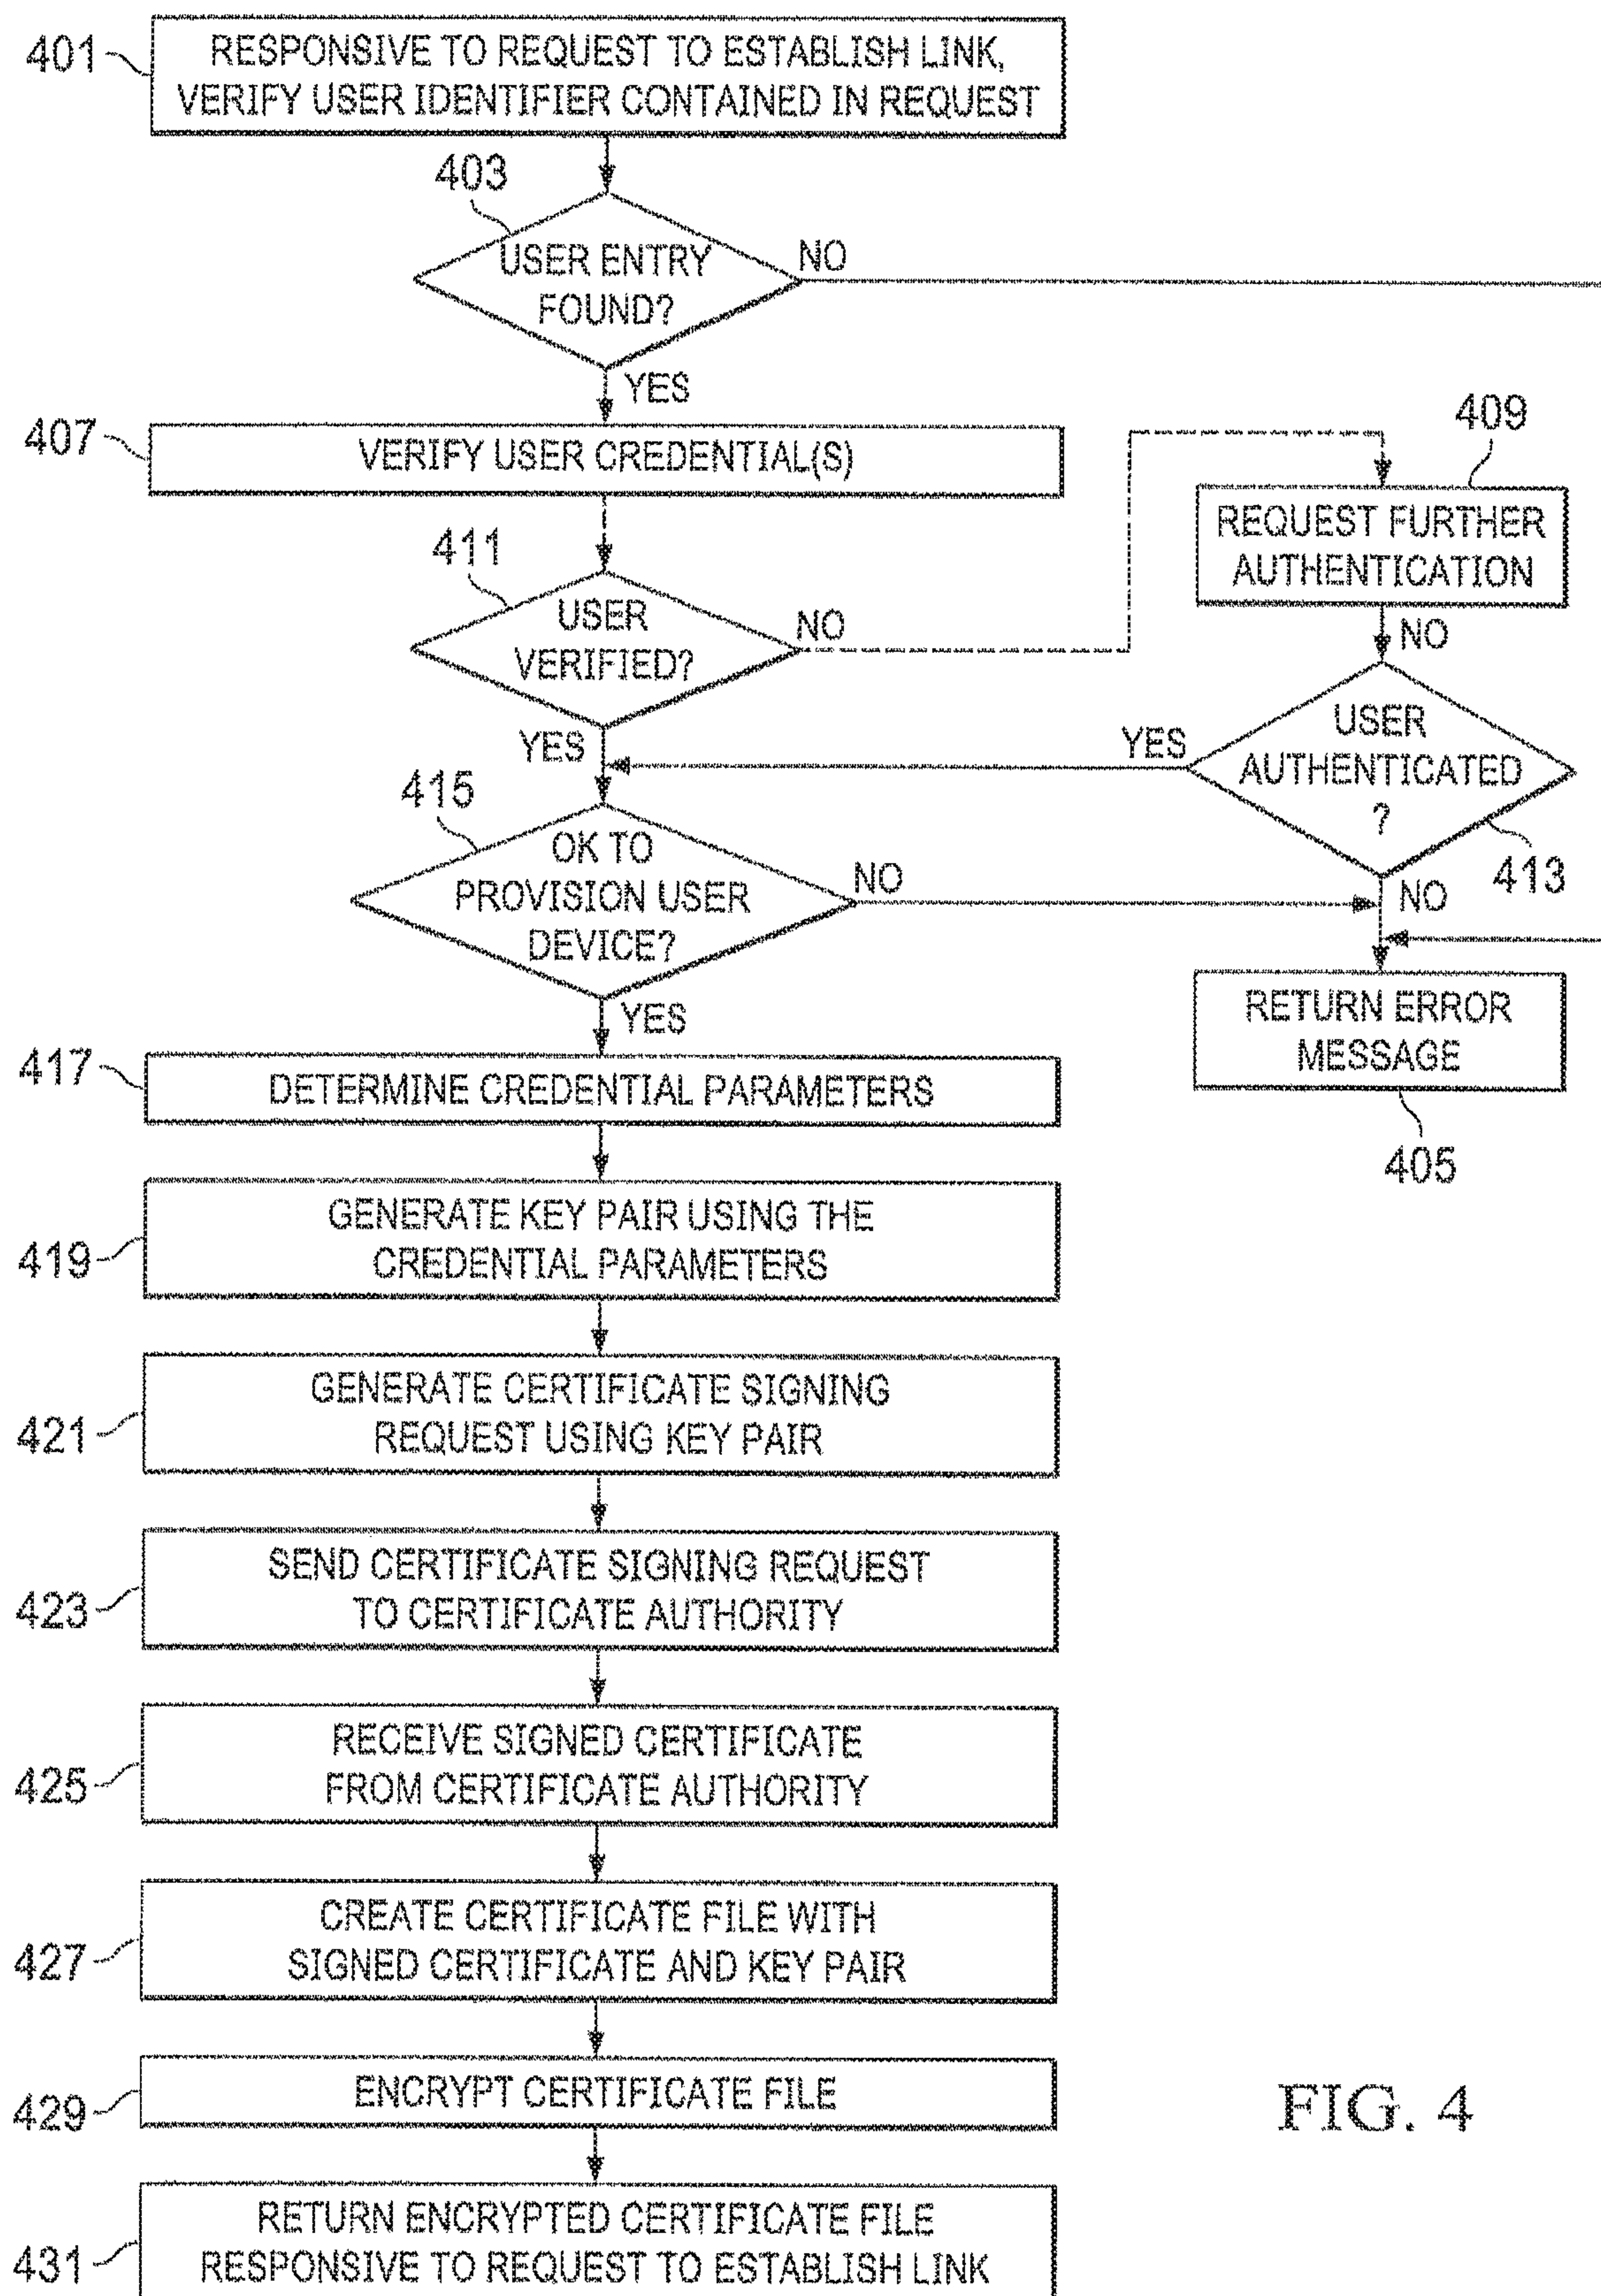 401
RESPONSIVE TO REQUEST TO ESTABLISH LINK,
VERIFY USER IDENTIFIER CONTAINED IN REQUEST
403
USER ENTRY
FOUND?
NO
YES
407
VERIFY USER CREDENTIAL(S)
409
REQUEST FURTHER
AUTHENTICATION
NO
411
USER
VERIFIED?
NO
YES
USER
AUTHENTICATED
?
YES
413
NO
415
OK TO
PROVISION USER
DEVICE?
NO
YES
RETURN ERROR
MESSAGE
405
417
DETERMINE CREDENTIAL PARAMETERS
419
GENERATE KEY PAIR USING THE
CREDENTIAL PARAMETERS
421
GENERATE CERTIFICATE SIGNING
REQUEST USING KEY PAIR
423
SEND CERTIFICATE SIGNING REQUEST
TO CERTIFICATE AUTHORITY
425
RECEIVE SIGNED CERTIFICATE
FROM CERTIFICATE AUTHORITY
427
CREATE CERTIFICATE FILE WITH
SIGNED CERTIFICATE AND KEY PAIR
429
ENCRYPT CERTIFICATE FILE
431
RETURN ENCRYPTED CERTIFICATE FILE
RESPONSIVE TO REQUEST TO ESTABLISH LINK
FIG. 4